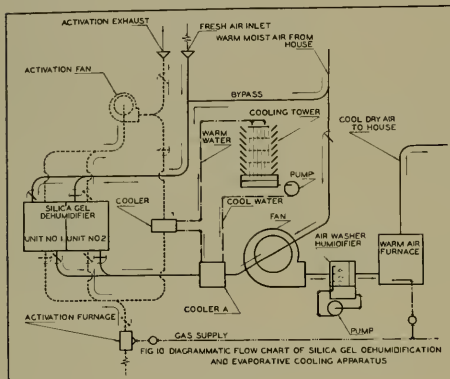 ACTIVATION EXHAUST
FRESH AIR INLET
WARM MOIST AIR FROM
HOUSE
ACTIVATION FAN
BYPASS
COOLING TOWER
WARM
WATER
COOL DRY AIR
TO HOUSE
PUMP
COOLER
COOL WATER
FAN
SILICA GEL
DEHUMIDIFIER
UNIT NO 1
UNIT NO 2
AIR WASHER
HUMIDIFIER
WARM AIR
FURNACE
COOLER A
ACTIVATION FURNAGE
PUMP
GAS SUPPLY
FIG 10 DIAGRAMMATIC FLOW CHART OF SILICA GEL DEHUMIDIFICATION
AND EVAPORATIVE COOLING APPARATUS